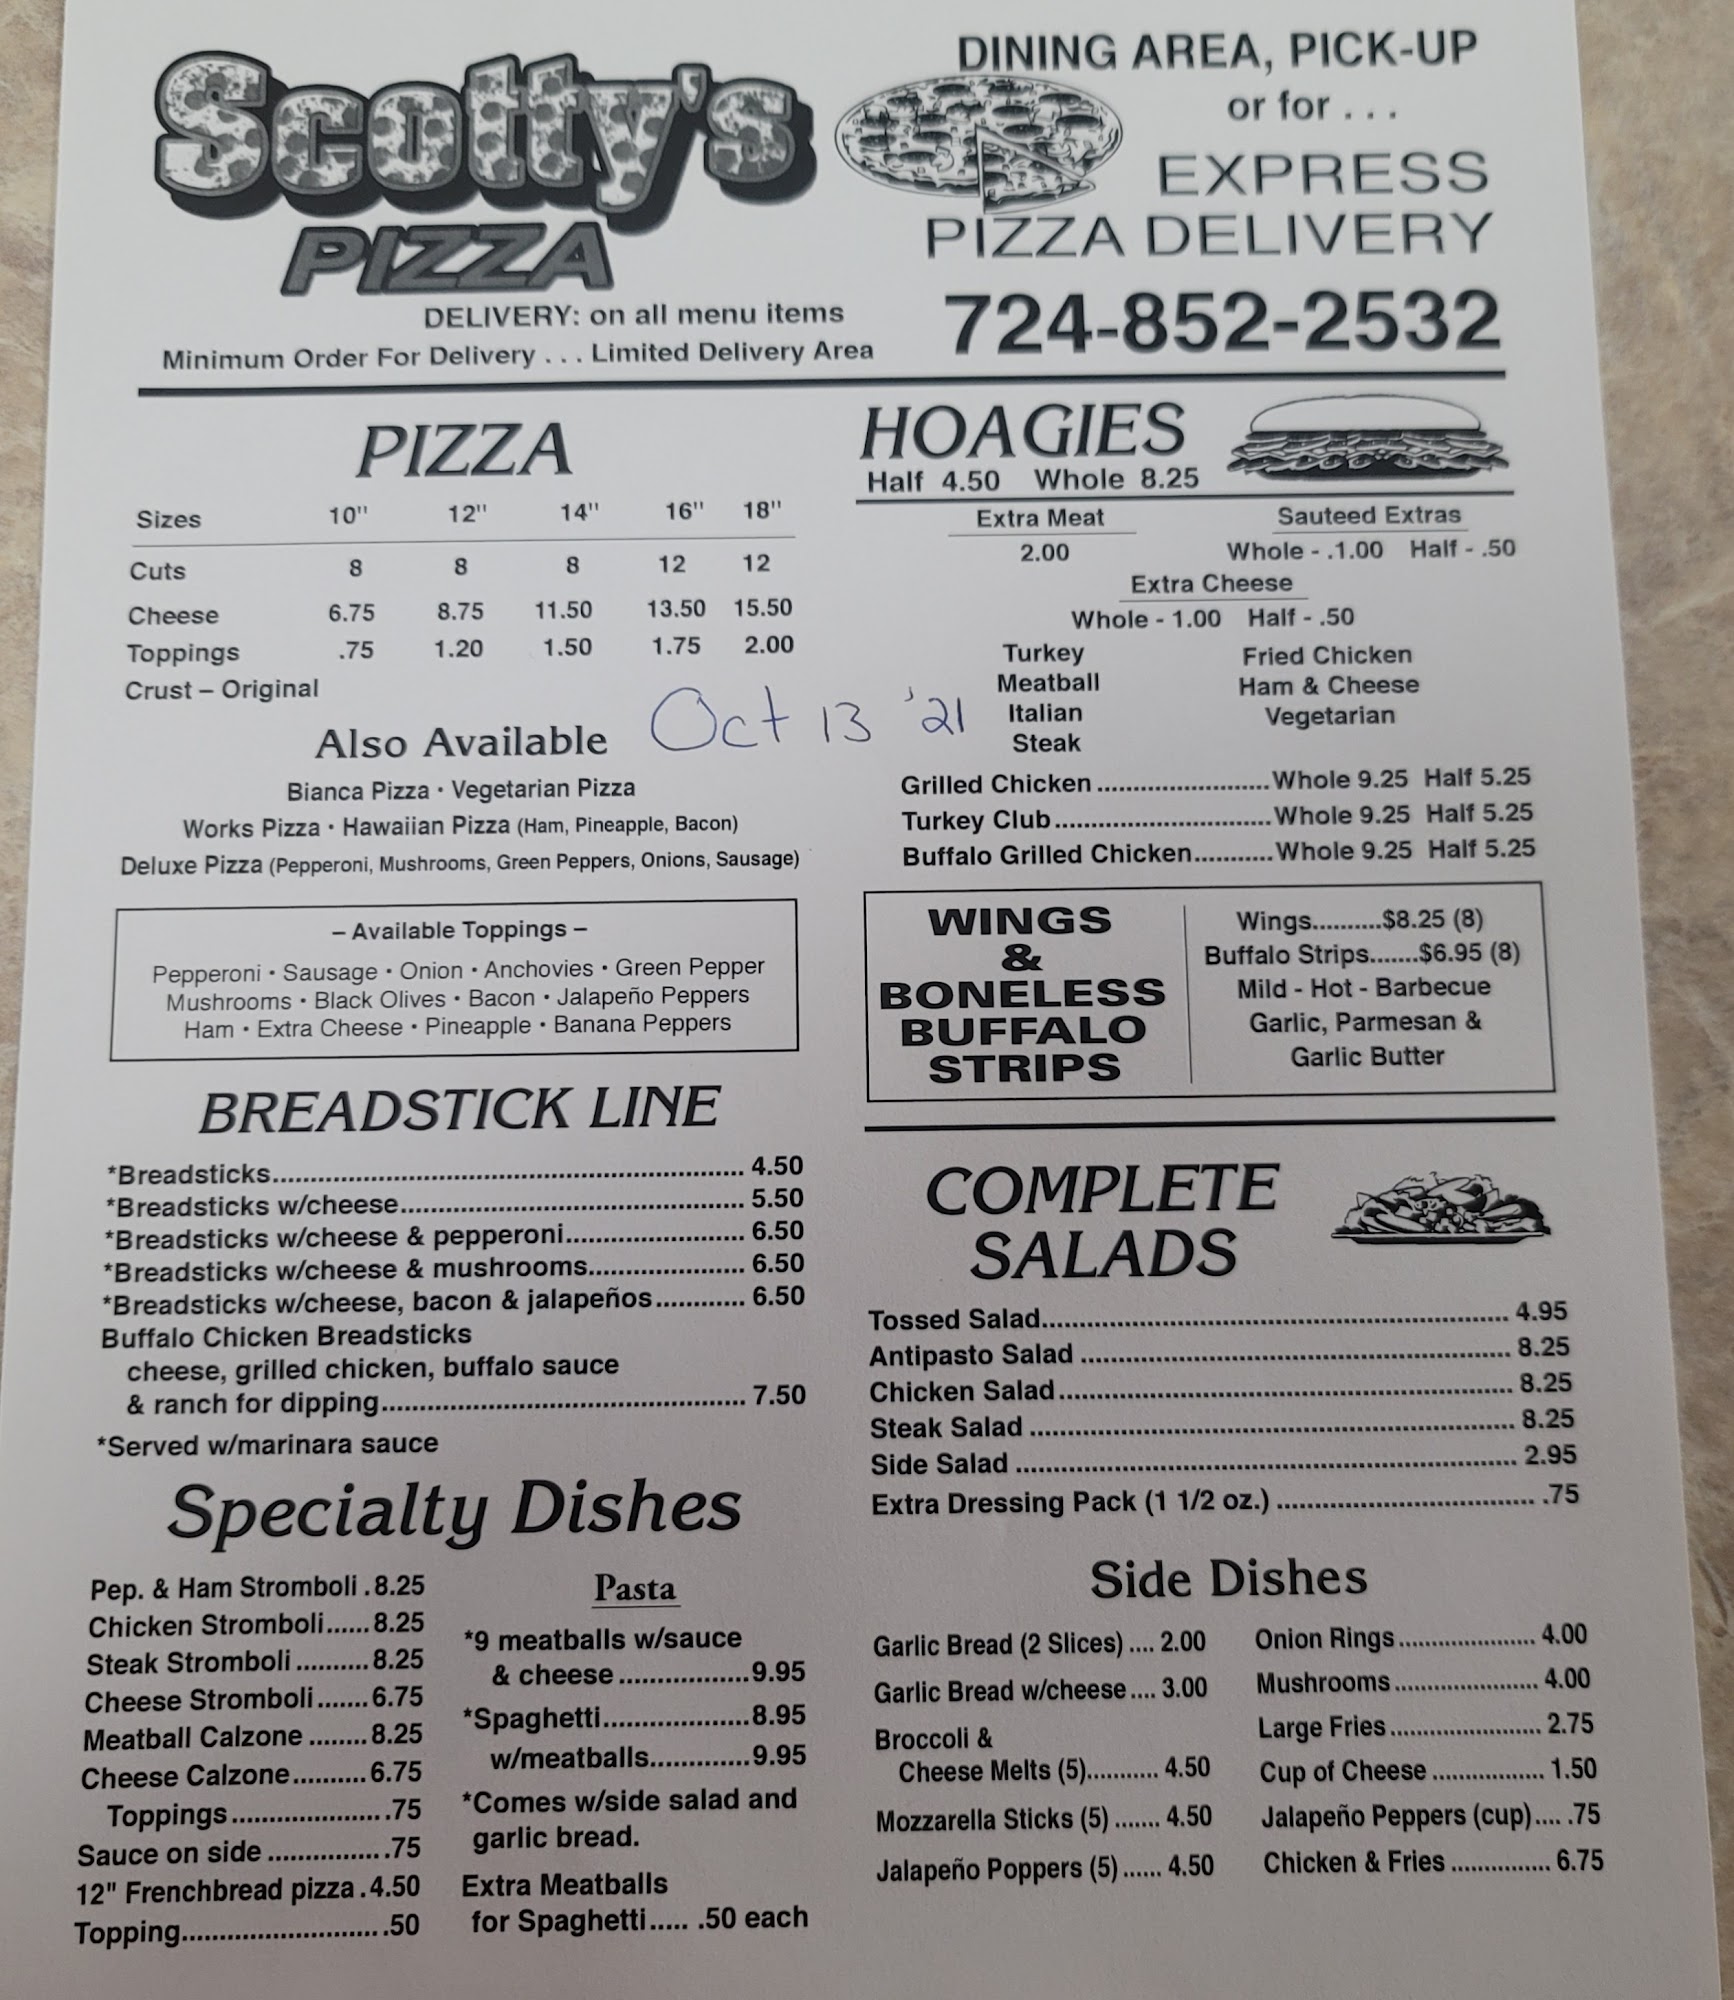 Scotty's
PIZZA
DELIVERY: on all menu items
Minimum Order For Delivery . . . Limited Delivery Area
DINING AREA, PICK-UP
or for . . .
EXPRESS
PIZZA DELIVERY
724-852-2532
PIZZA
Sizes 10" 12" 14" 16" 18"
Cuts 8 8 8 12 12
Cheese 6.75 8.75 11.50 13.50 15.50
Toppings .75 1.20 1.50 1.75 2.00
Crust – Original
Oct 13 '21
Also Available
Bianca Pizza • Vegetarian Pizza
Works Pizza • Hawaiian Pizza (Ham, Pineapple, Bacon)
Deluxe Pizza (Pepperoni, Mushrooms, Green Peppers, Onions, Sausage)
– Available Toppings –
Pepperoni • Sausage • Onion • Anchovies • Green Pepper
Mushrooms • Black Olives • Bacon • Jalapeño Peppers
Ham • Extra Cheese • Pineapple • Banana Peppers
BREADSTICK LINE
*Breadsticks.......... 4.50
*Breadsticks w/cheese.......... 5.50
*Breadsticks w/cheese & pepperoni.......... 6.50
*Breadsticks w/cheese & mushrooms.......... 6.50
*Breadsticks w/cheese, bacon & jalapeños.......... 6.50
Buffalo Chicken Breadsticks
cheese, grilled chicken, buffalo sauce
& ranch for dipping.......... 7.50
*Served w/marinara sauce
Specialty Dishes
Pep. & Ham Stromboli . 8.25
Chicken Stromboli...... 8.25
Steak Stromboli .......... 8.25
Cheese Stromboli....... 6.75
Meatball Calzone ........ 8.25
Cheese Calzone.......... 6.75
Toppings.......... .75
Sauce on side .......... .75
12" Frenchbread pizza . 4.50
Topping.......... .50
Pasta
*9 meatballs w/sauce
& cheese .......... 9.95
*Spaghetti.......... 8.95
w/meatballs.......... 9.95
*Comes w/side salad and
garlic bread.
Extra Meatballs
for Spaghetti..... .50 each
HOAGIES
Half 4.50 Whole 8.25
Extra Meat
2.00
Sauteed Extras
Whole - .1.00 Half - .50
Extra Cheese
Whole - 1.00 Half - .50
Turkey
Meatball
Italian
Steak
Fried Chicken
Ham & Cheese
Vegetarian
Grilled Chicken .......... Whole 9.25 Half 5.25
Turkey Club.......... Whole 9.25 Half 5.25
Buffalo Grilled Chicken.......... Whole 9.25 Half 5.25
WINGS
&
BONELESS
BUFFALO
STRIPS
Wings..........$8.25 (8)
Buffalo Strips.......$6.95 (8)
Mild - Hot - Barbecue
Garlic, Parmesan &
Garlic Butter
COMPLETE
SALADS
Tossed Salad.......... 4.95
Antipasto Salad .......... 8.25
Chicken Salad.......... 8.25
Steak Salad .......... 8.25
Side Salad .......... 2.95
Extra Dressing Pack (1 1/2 oz.) .......... .75
Side Dishes
Garlic Bread (2 Slices) .... 2.00
Garlic Bread w/cheese .... 3.00
Broccoli &
Cheese Melts (5).......... 4.50
Mozzarella Sticks (5) ....... 4.50
Jalapeño Poppers (5) ...... 4.50
Onion Rings .......... 4.00
Mushrooms .......... 4.00
Large Fries .......... 2.75
Cup of Cheese .......... 1.50
Jalapeño Peppers (cup).... .75
Chicken & Fries .......... 6.75